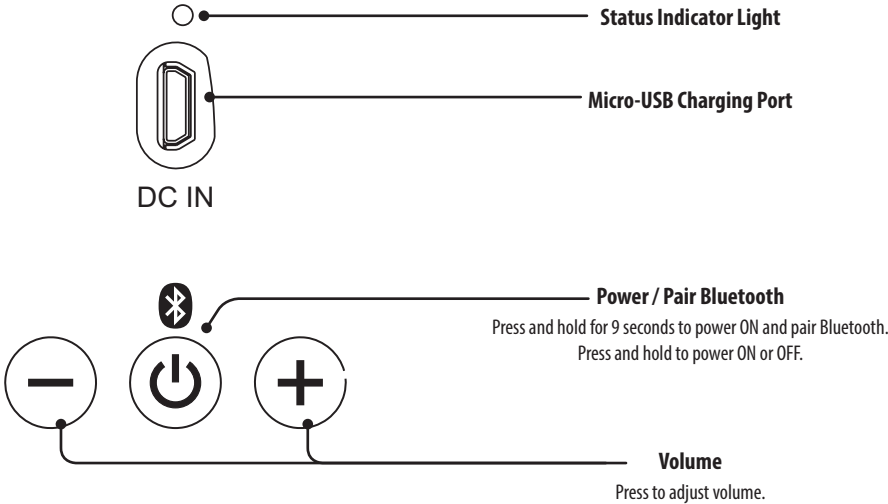 Status Indicator Light
Micro-USB Charging Port
DC IN
Power / Pair Bluetooth
Press and hold for 9 seconds to power ON and pair Bluetooth.
Press and hold to power ON or OFF.
Volume
Press to adjust volume.